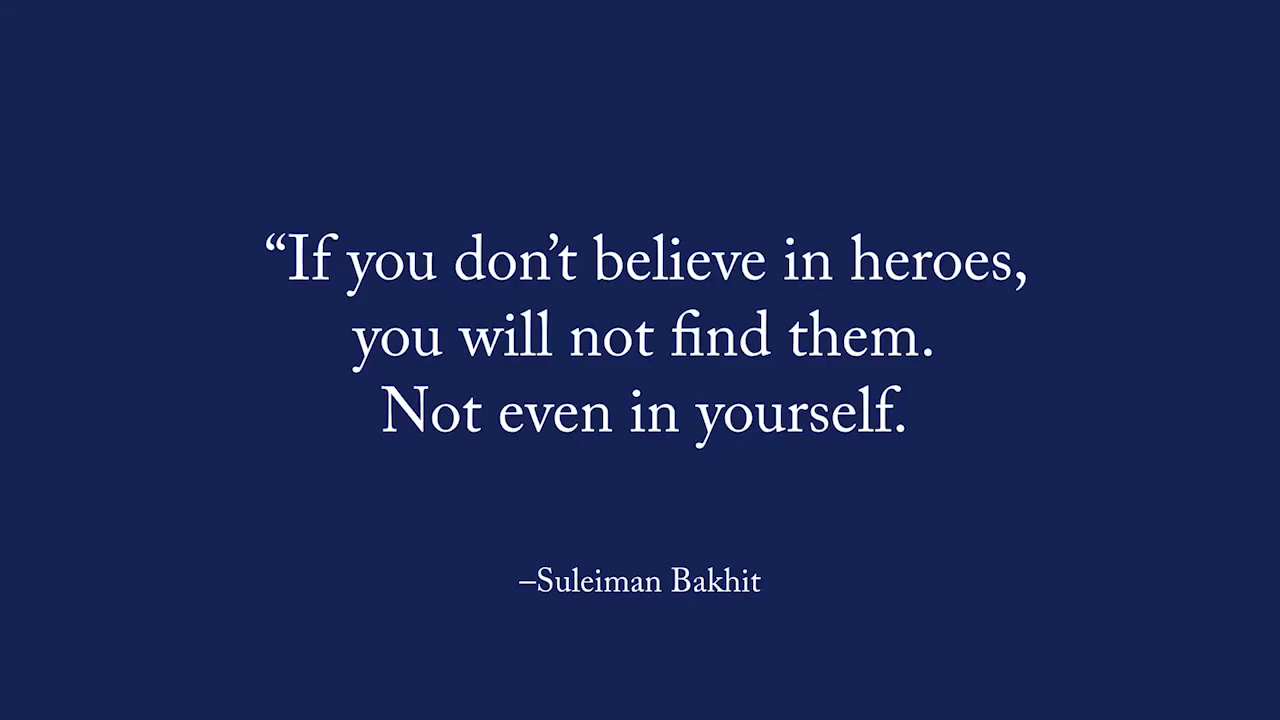 “If you don’t believe in heroes,
you will not find them.
Not even in yourself.
–Suleiman Bakhit